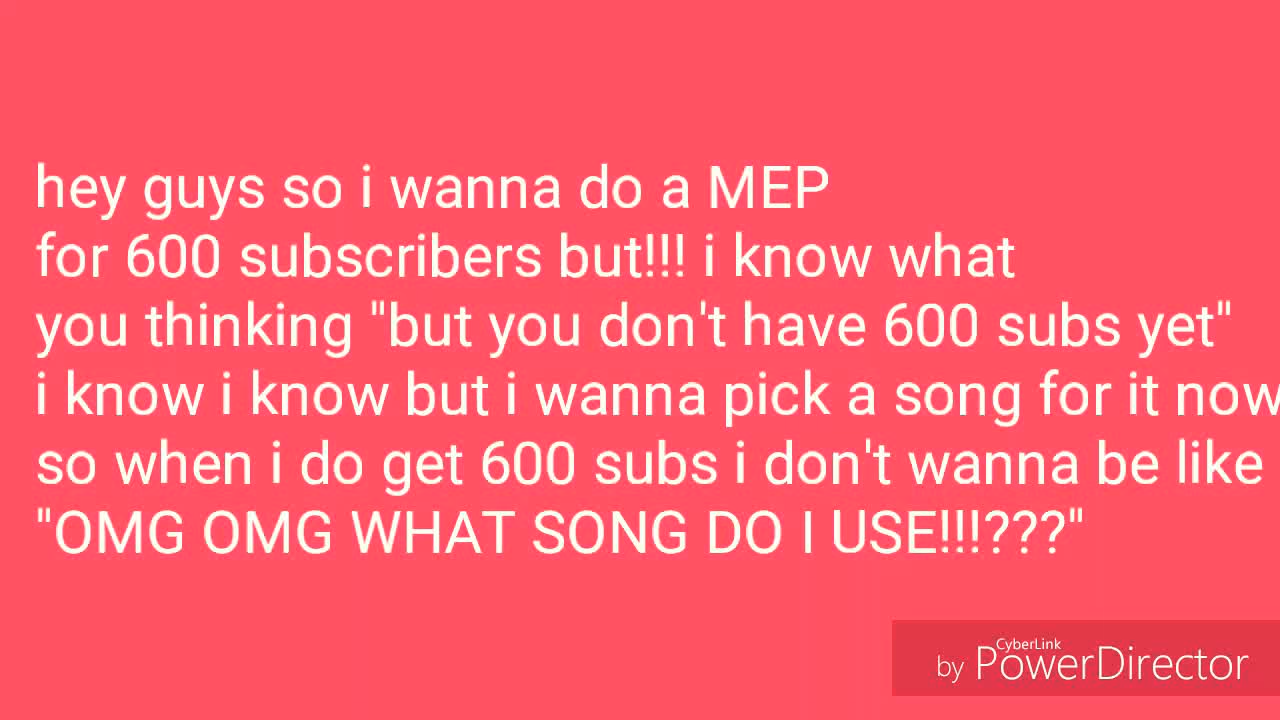 hey guys so i wanna do a MEP
for 600 subscribers but!!! i know what
you thinking "but you don't have 600 subs yet"
i know i know but i wanna pick a song for it now
so when i do get 600 subs i don't wanna be like
"OMG OMG WHAT SONG DO I USE!!!???"
CyberLink
by PowerDirector